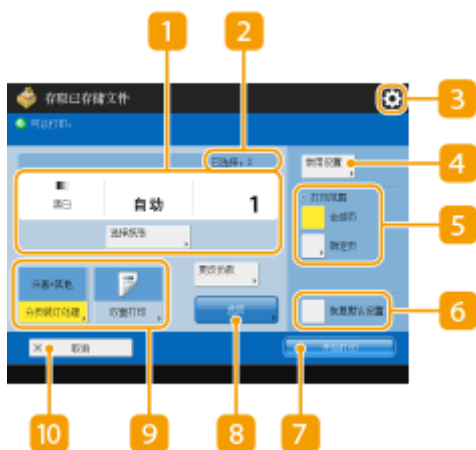 1
2
存取已存储文件
3
可以打印。
已选择：2
常用设置
4
黑白
自动
1
打印范围
全部页
5
选择纸张
指定页
分套+其他
更改份数
分页装订处理
双面打印
选项
恢复默认设置
6
× 取消
开始打印
10
9
8
7